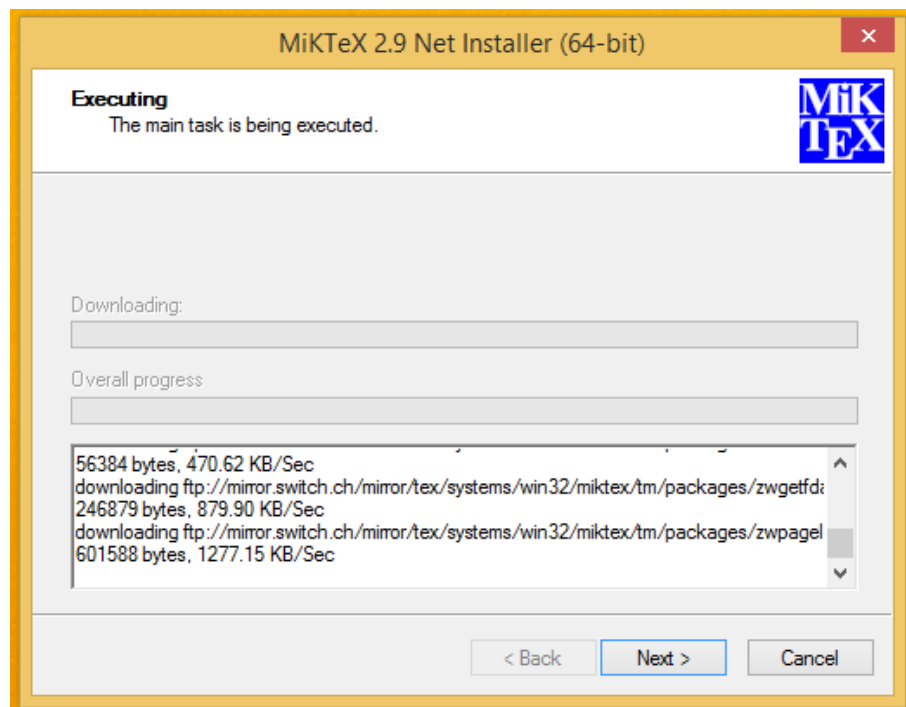 MiKTeX 2.9 Net Installer (64-bit)
Executing
The main task is being executed.
MiK
TEX
Downloading:
Overall progress
56384 bytes, 470.62 KB/Sec
downloading ftp://mirror.switch.ch/mirror/tex/systems/win32/miktex/tm/packages/zwgetfda
246879 bytes, 879.90 KB/Sec
downloading ftp://mirror.switch.ch/mirror/tex/systems/win32/miktex/tm/packages/zwpagel
601588 bytes, 1277.15 KB/Sec
< Back
Next >
Cancel